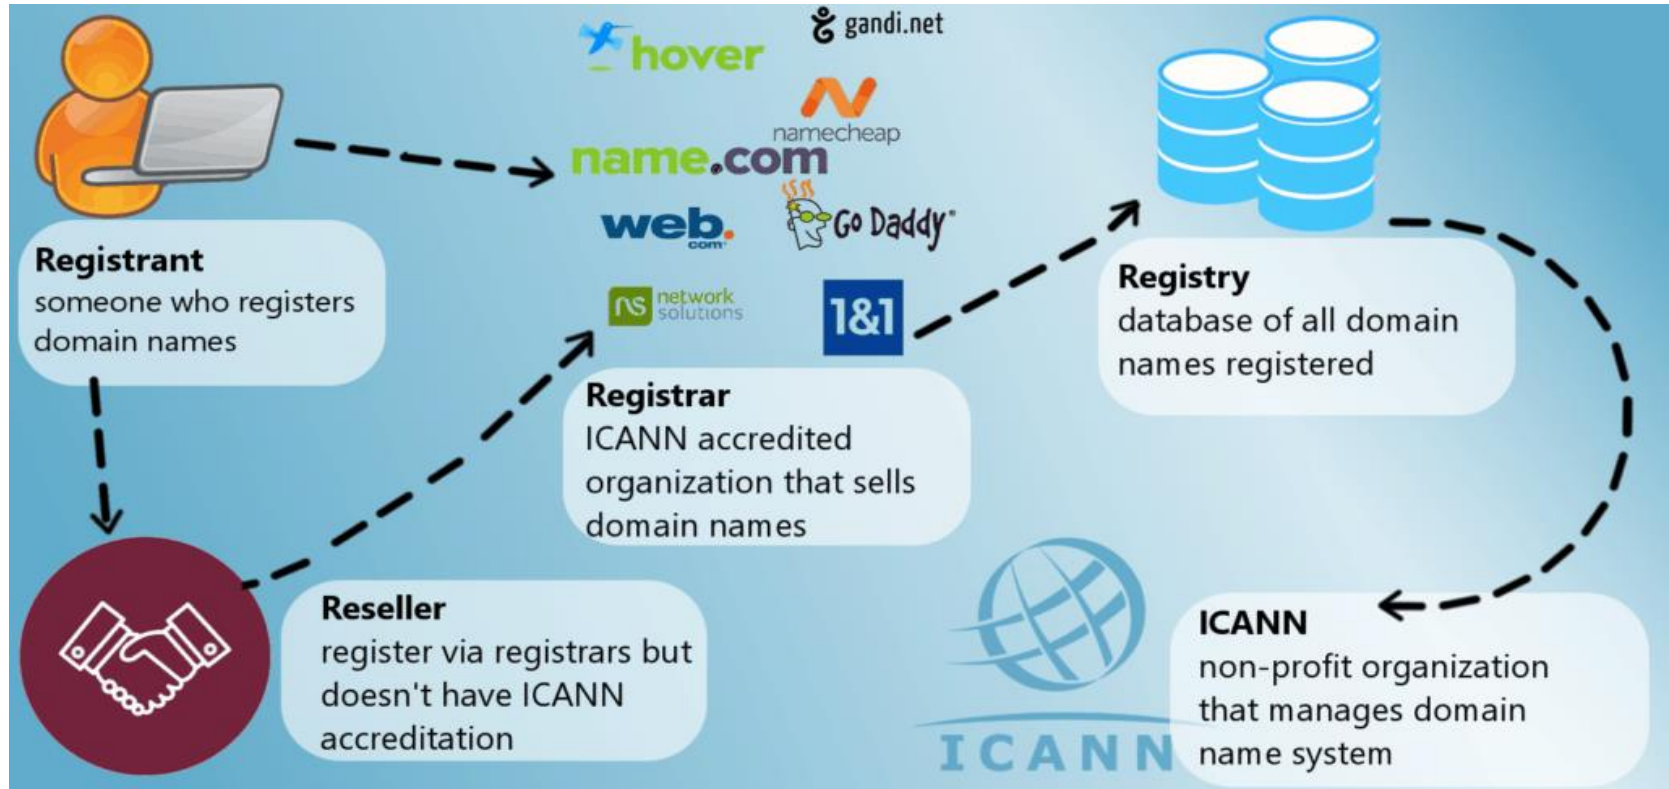 hover
gandi.net
namecheap
name.com
web.
com
Go Daddy
ns network
solutions
1&1
Registrant
someone who registers
domain names
Registrar
ICANN accredited
organization that sells
domain names
Registry
database of all domain
names registered
Reseller
register via registrars but
doesn't have ICANN
accreditation
ICANN
ICANN
non-profit organization
that manages domain
name system